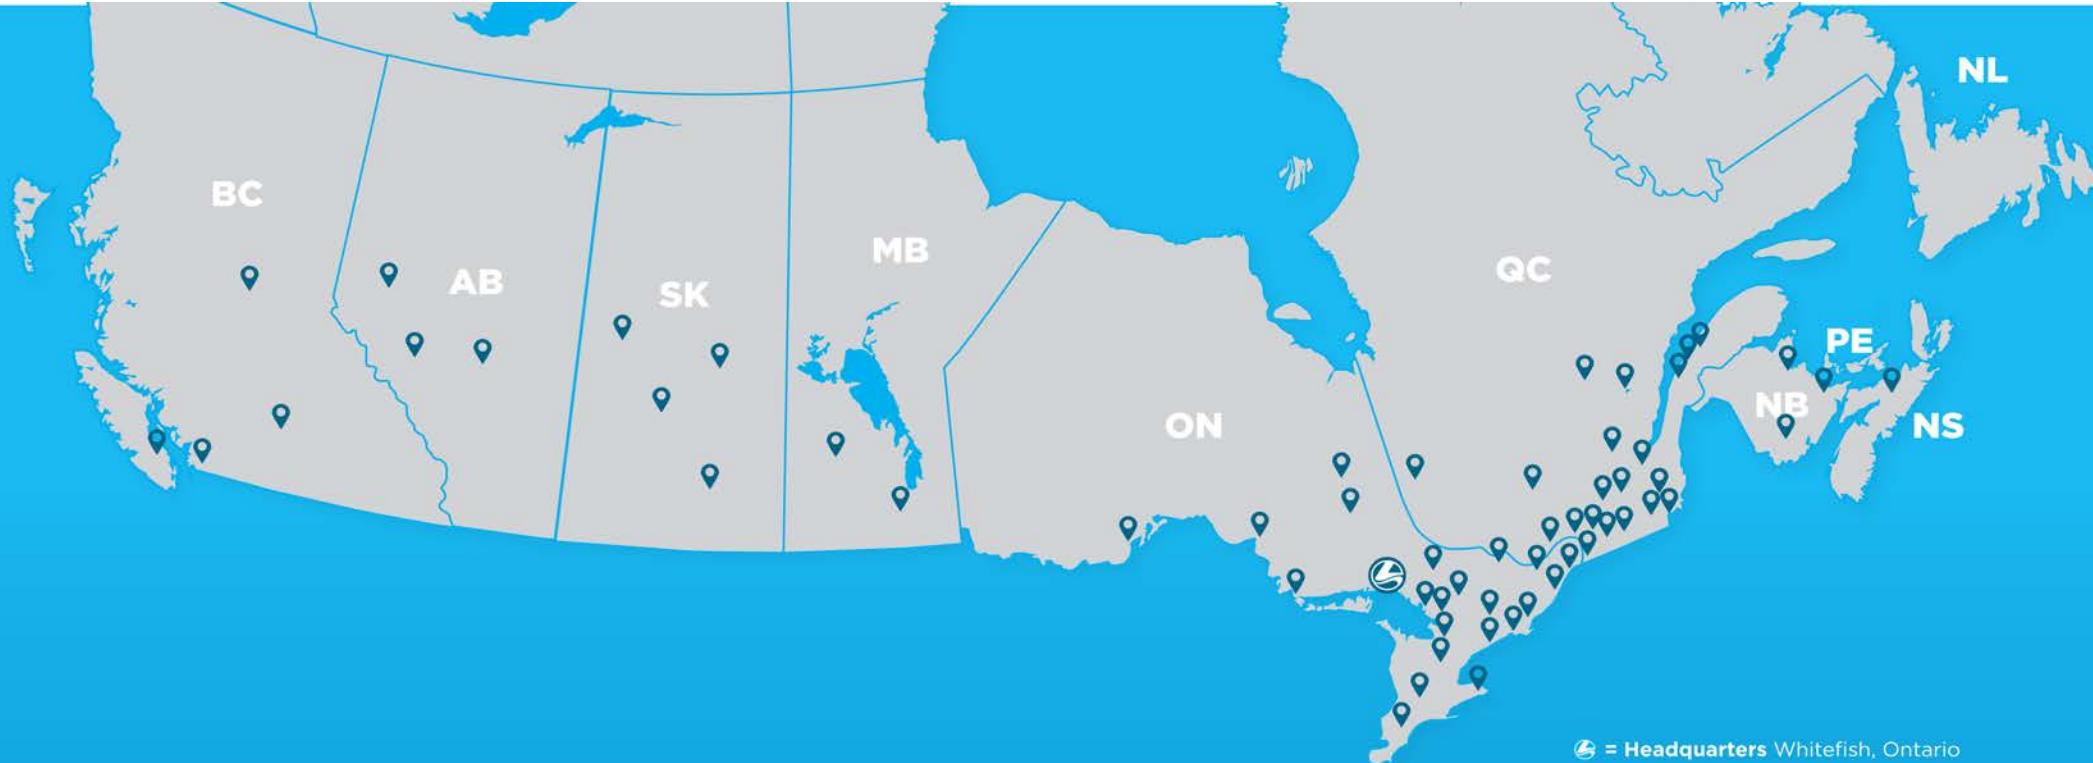 NL
BC
MB
AB
QC
SK
PE
NB
ON
NS
= Headquarters Whitefish, Ontario